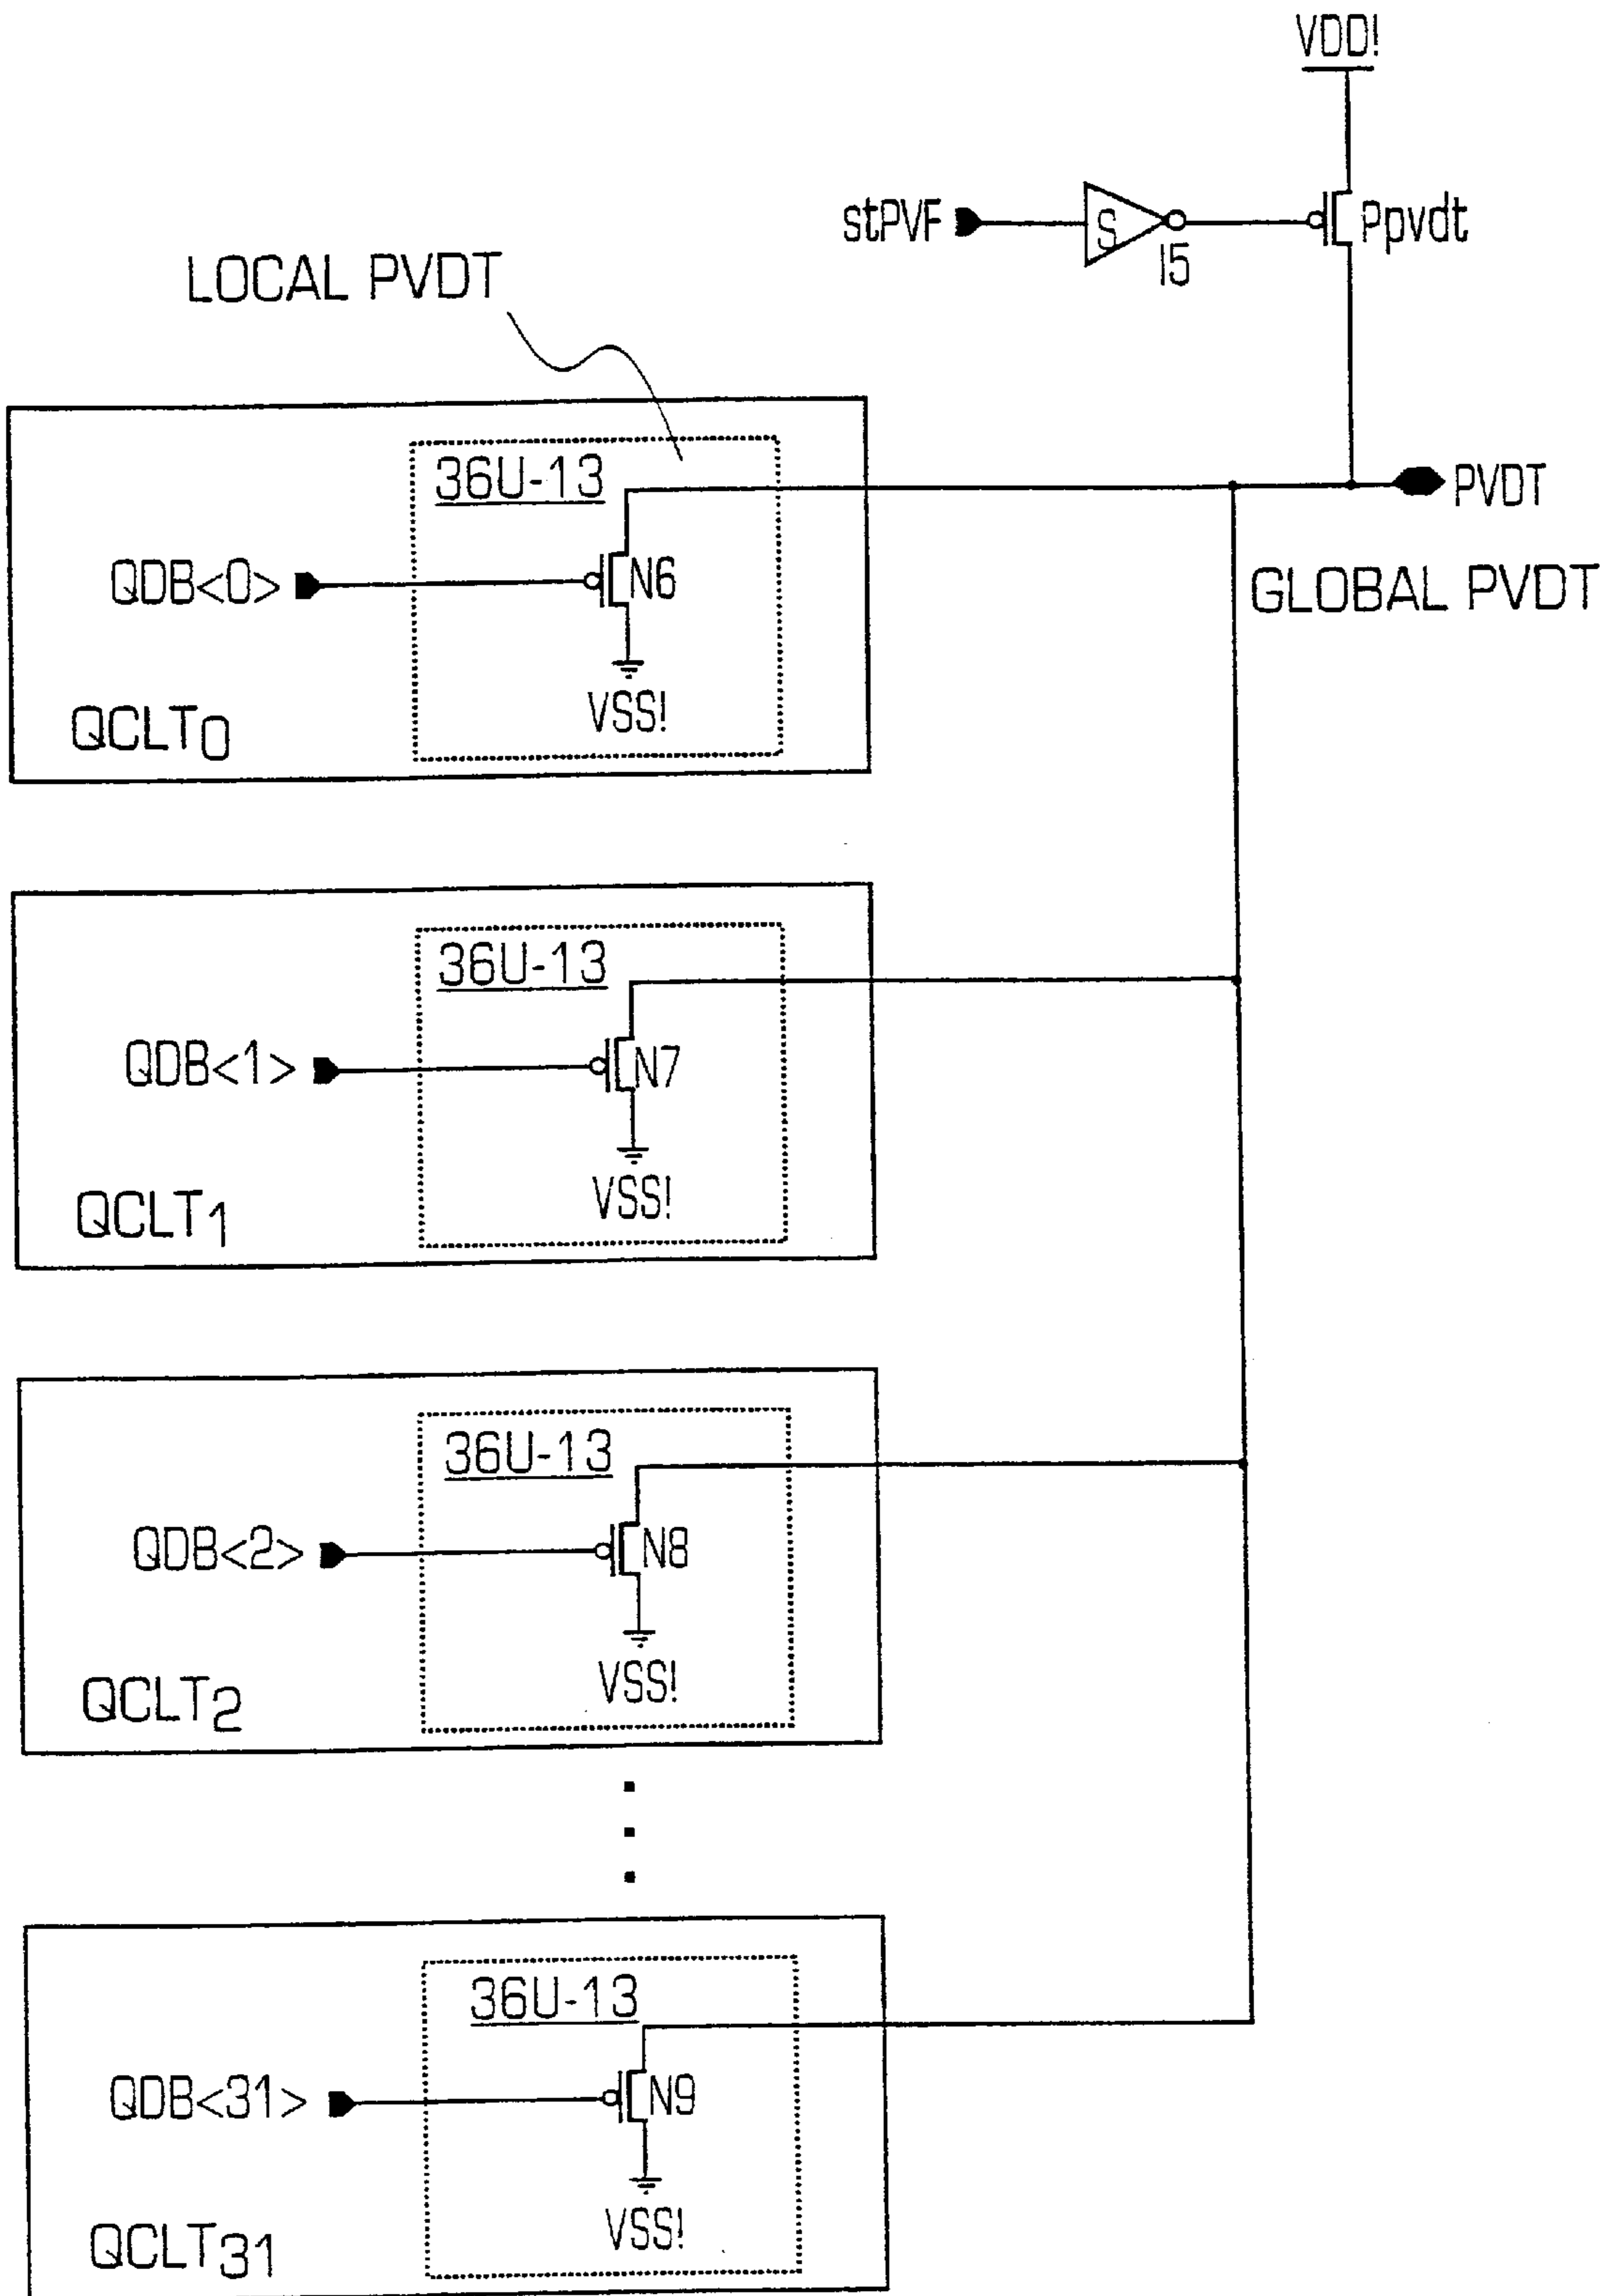 VDD!
stPVF
S
I5
Ppvdt
LOCAL PVDT
36U-13
PVDT
QDB<0>
N6
GLOBAL PVDT
VSS!
QCLT0
36U-13
QDB<1>
N7
VSS!
QCLT1
36U-13
QDB<2>
N8
VSS!
QCLT2
36U-13
QDB<31>
N9
VSS!
QCLT31